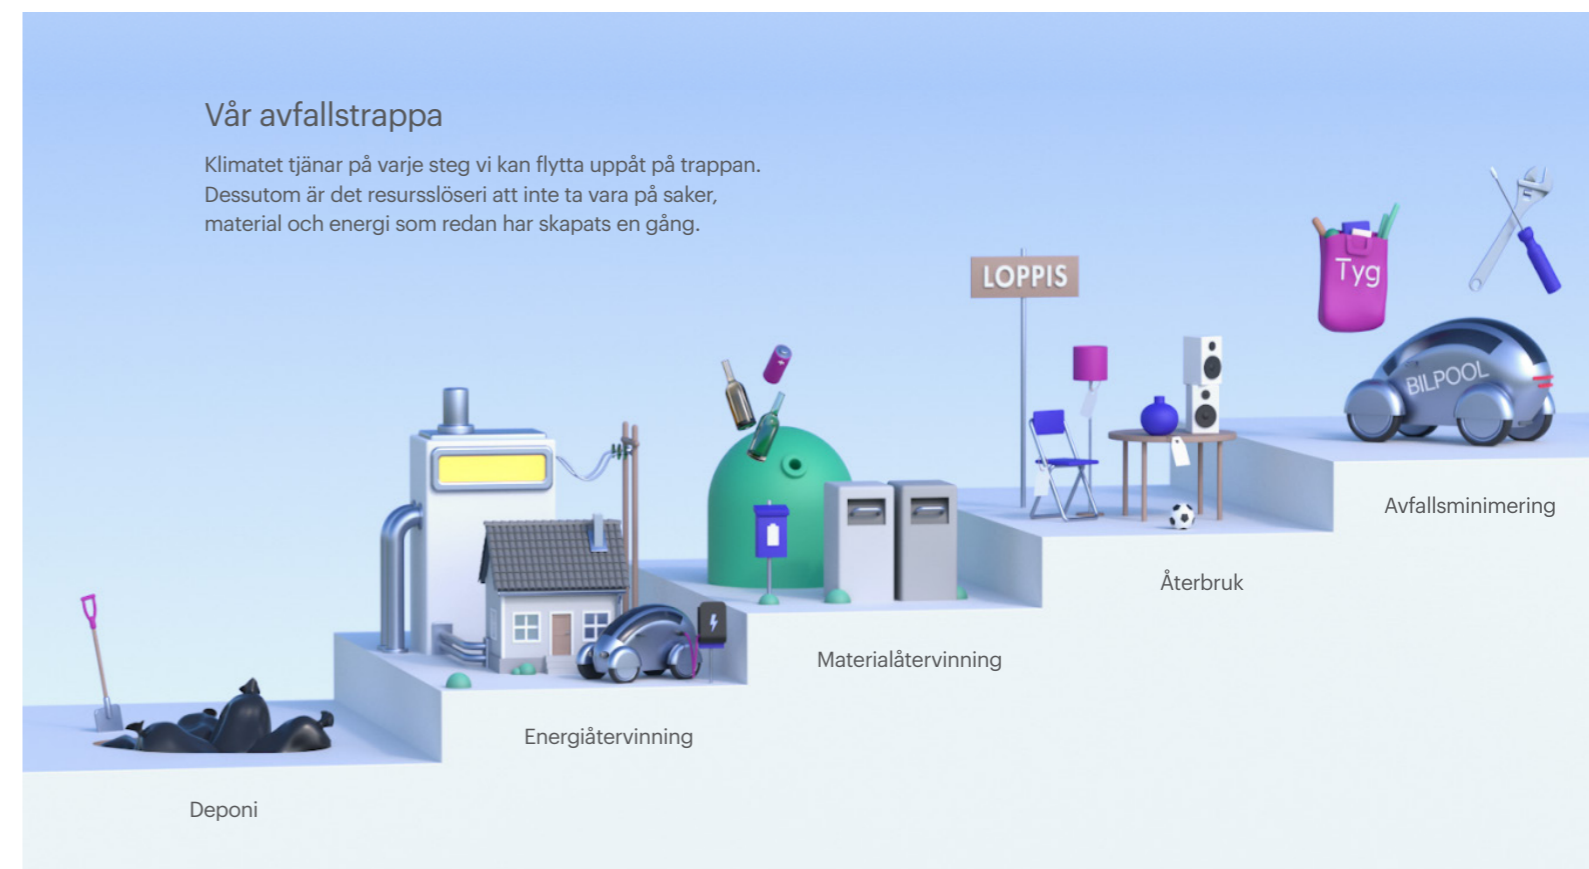 Vår avfallstrappa
Klimatet tjänar på varje steg vi kan flytta uppåt på trappan.
Dessutom är det resursslöseri att inte ta vara på saker,
material och energi som redan har skapats en gång.
LOPPIS
Tyg
BILPOOL
Avfallsminimering
Återbruk
Materialåtervinning
Energiåtervinning
Deponi